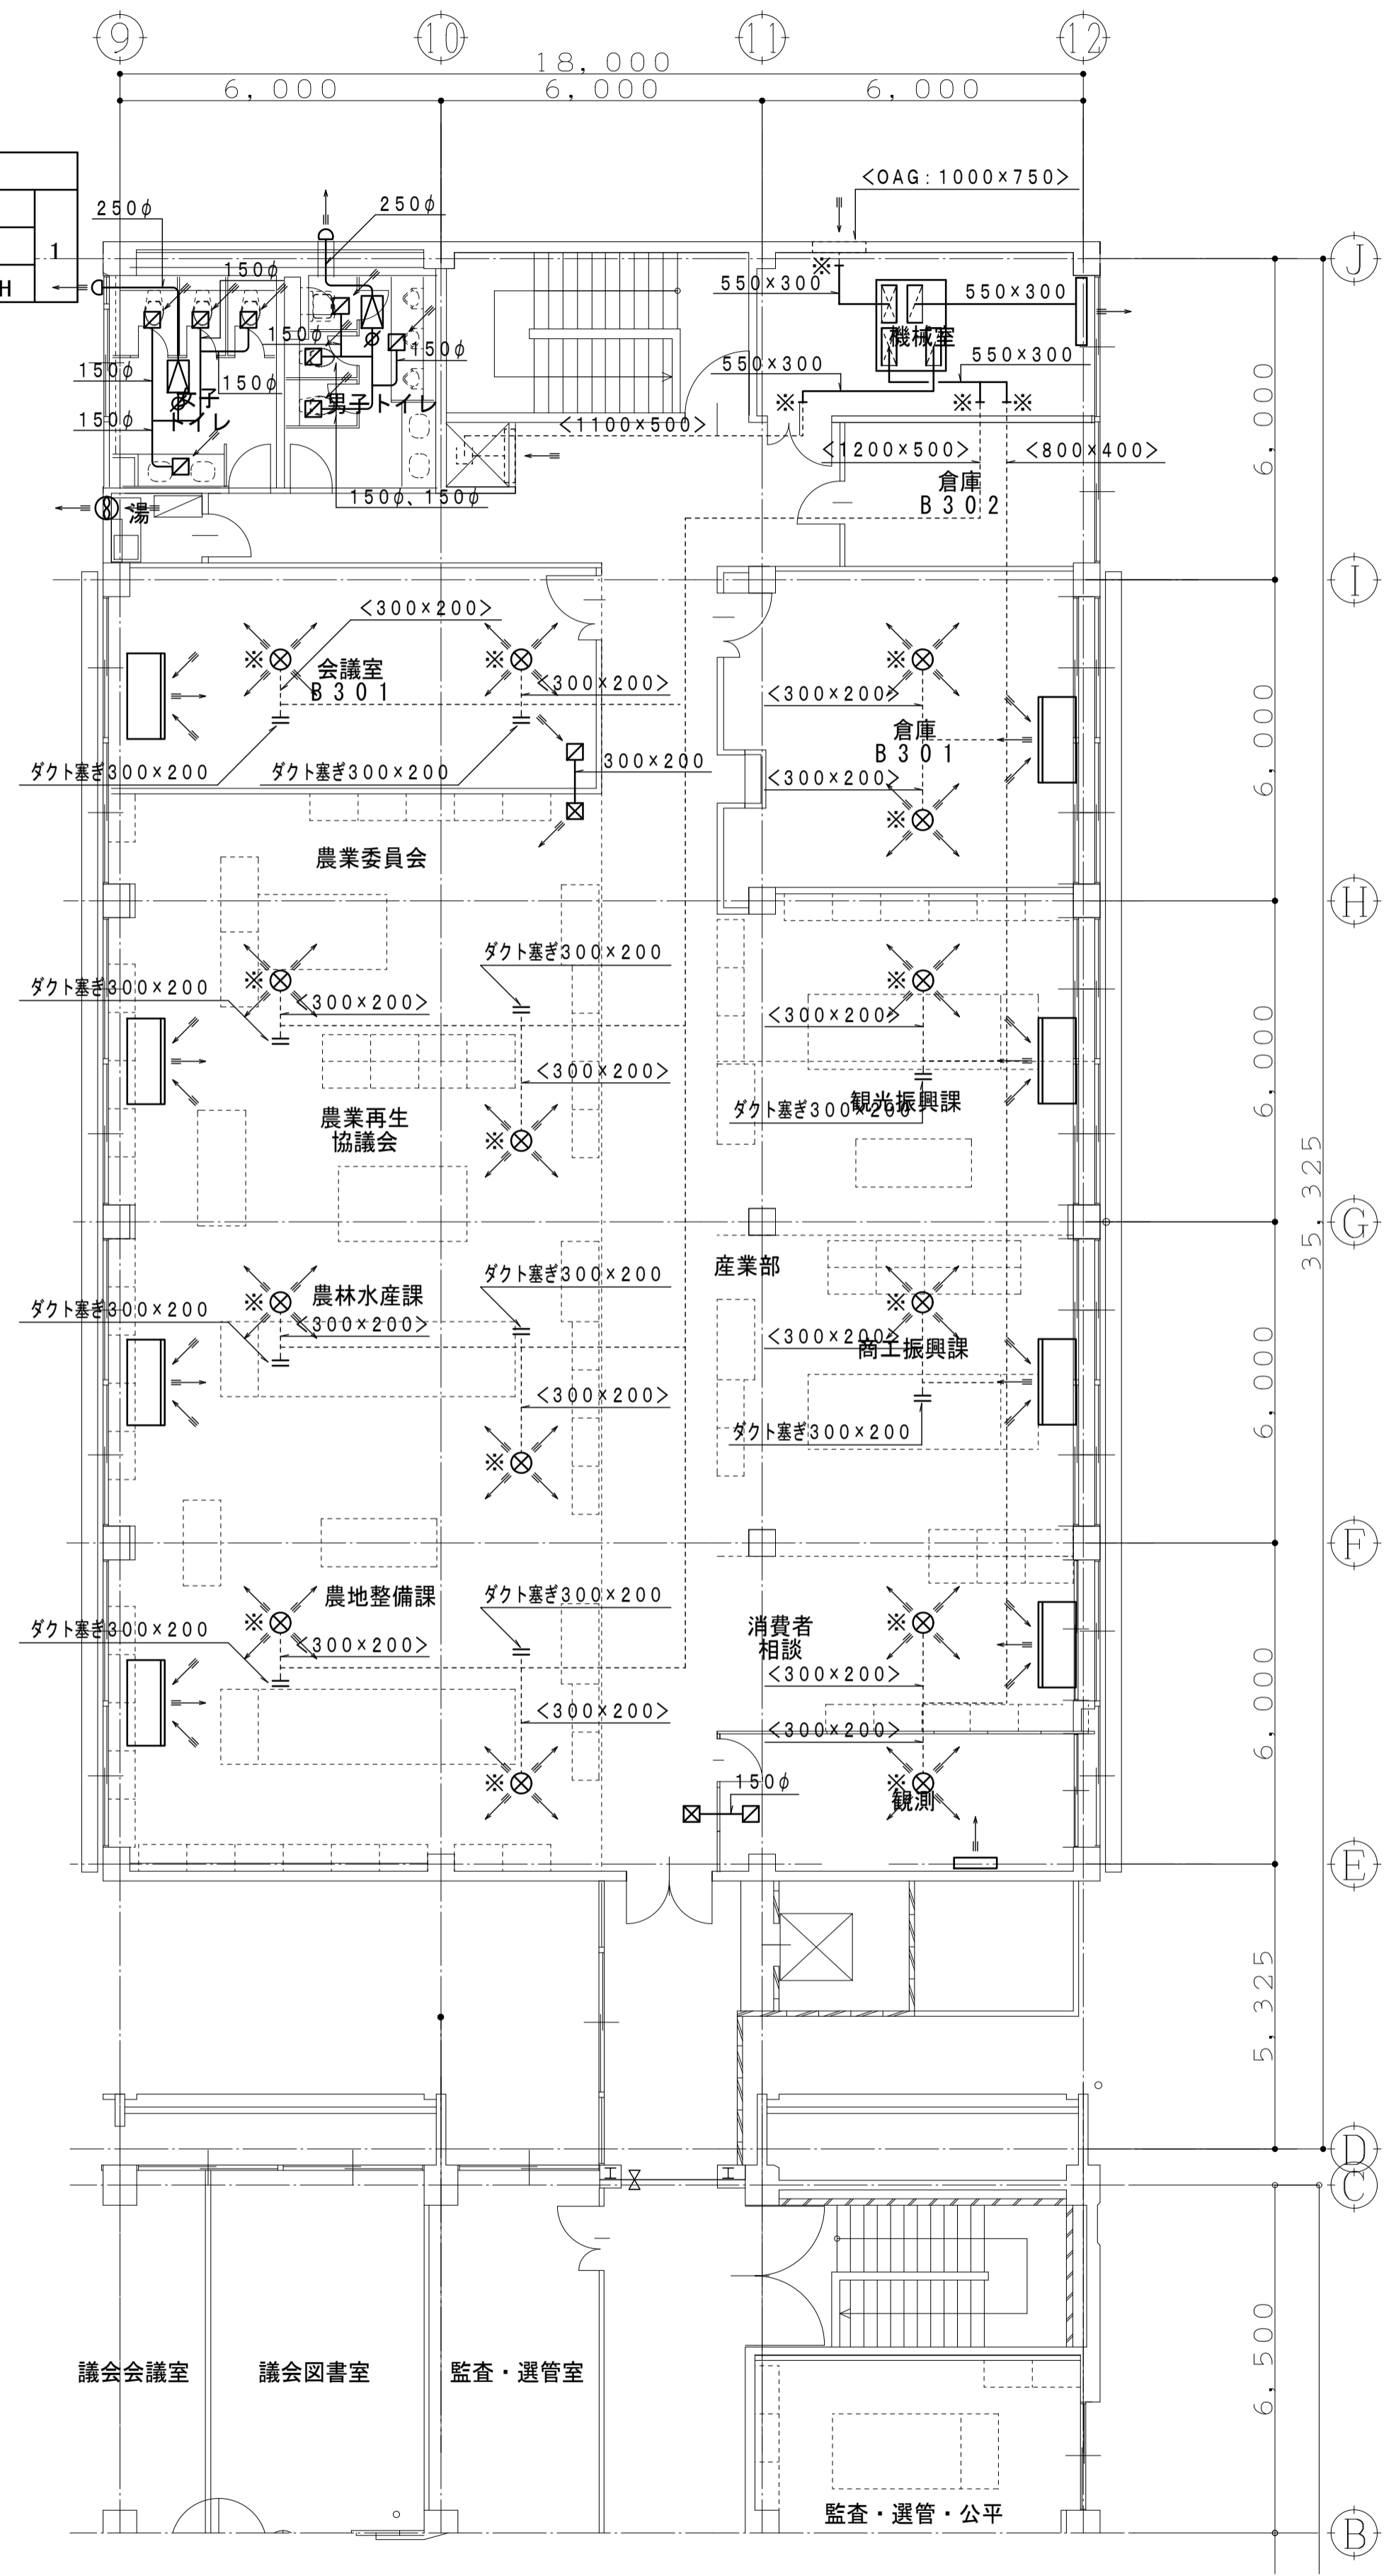 9 10 11 12
18,000
6,000 6,000 6,000
<OAG:1000×750>
250φ 250φ
1
H
J
150φ
※
550×300 550×300
機械室
150φ 150φ
550×300 550×300
150φ 150φ
女子
トイレ
男子トイレ
※ ※ ※
150φ
<1100×500>
<1200×500> <800×400>
6,000
倉庫
B302
150φ、150φ
湯
I
<300×200>
※ 会議室
B301
※
※
<300×200>
<300×200>
6,000
倉庫
B301
ダクト塞ぎ300×200 ダクト塞ぎ300×200 300×200
<300×200>
※
農業委員会
H
ダクト塞ぎ300×200
※
※
ダクト塞ぎ300×200
<300×200>
<300×200>
6,000
<300×200>
ダクト塞ぎ300×200
観光振興課
農業再生
協議会
※
35,325
G
産業部
ダクト塞ぎ300×200
※ 農林水産課
※
ダクト塞ぎ300×200
<300×200>
<300×200>
商工振興課
6,000
<300×200>
ダクト塞ぎ300×200
※
F
農地整備課
ダクト塞ぎ300×200
※
※
消費者
相談
ダクト塞ぎ300×200
<300×200>
<300×200>
6,000
<300×200>
<300×200>
※
150φ
※
観測
E
5,325
D
C
6,500
議会会議室 議会図書室 監査・選管室
監査・選管・公平
B